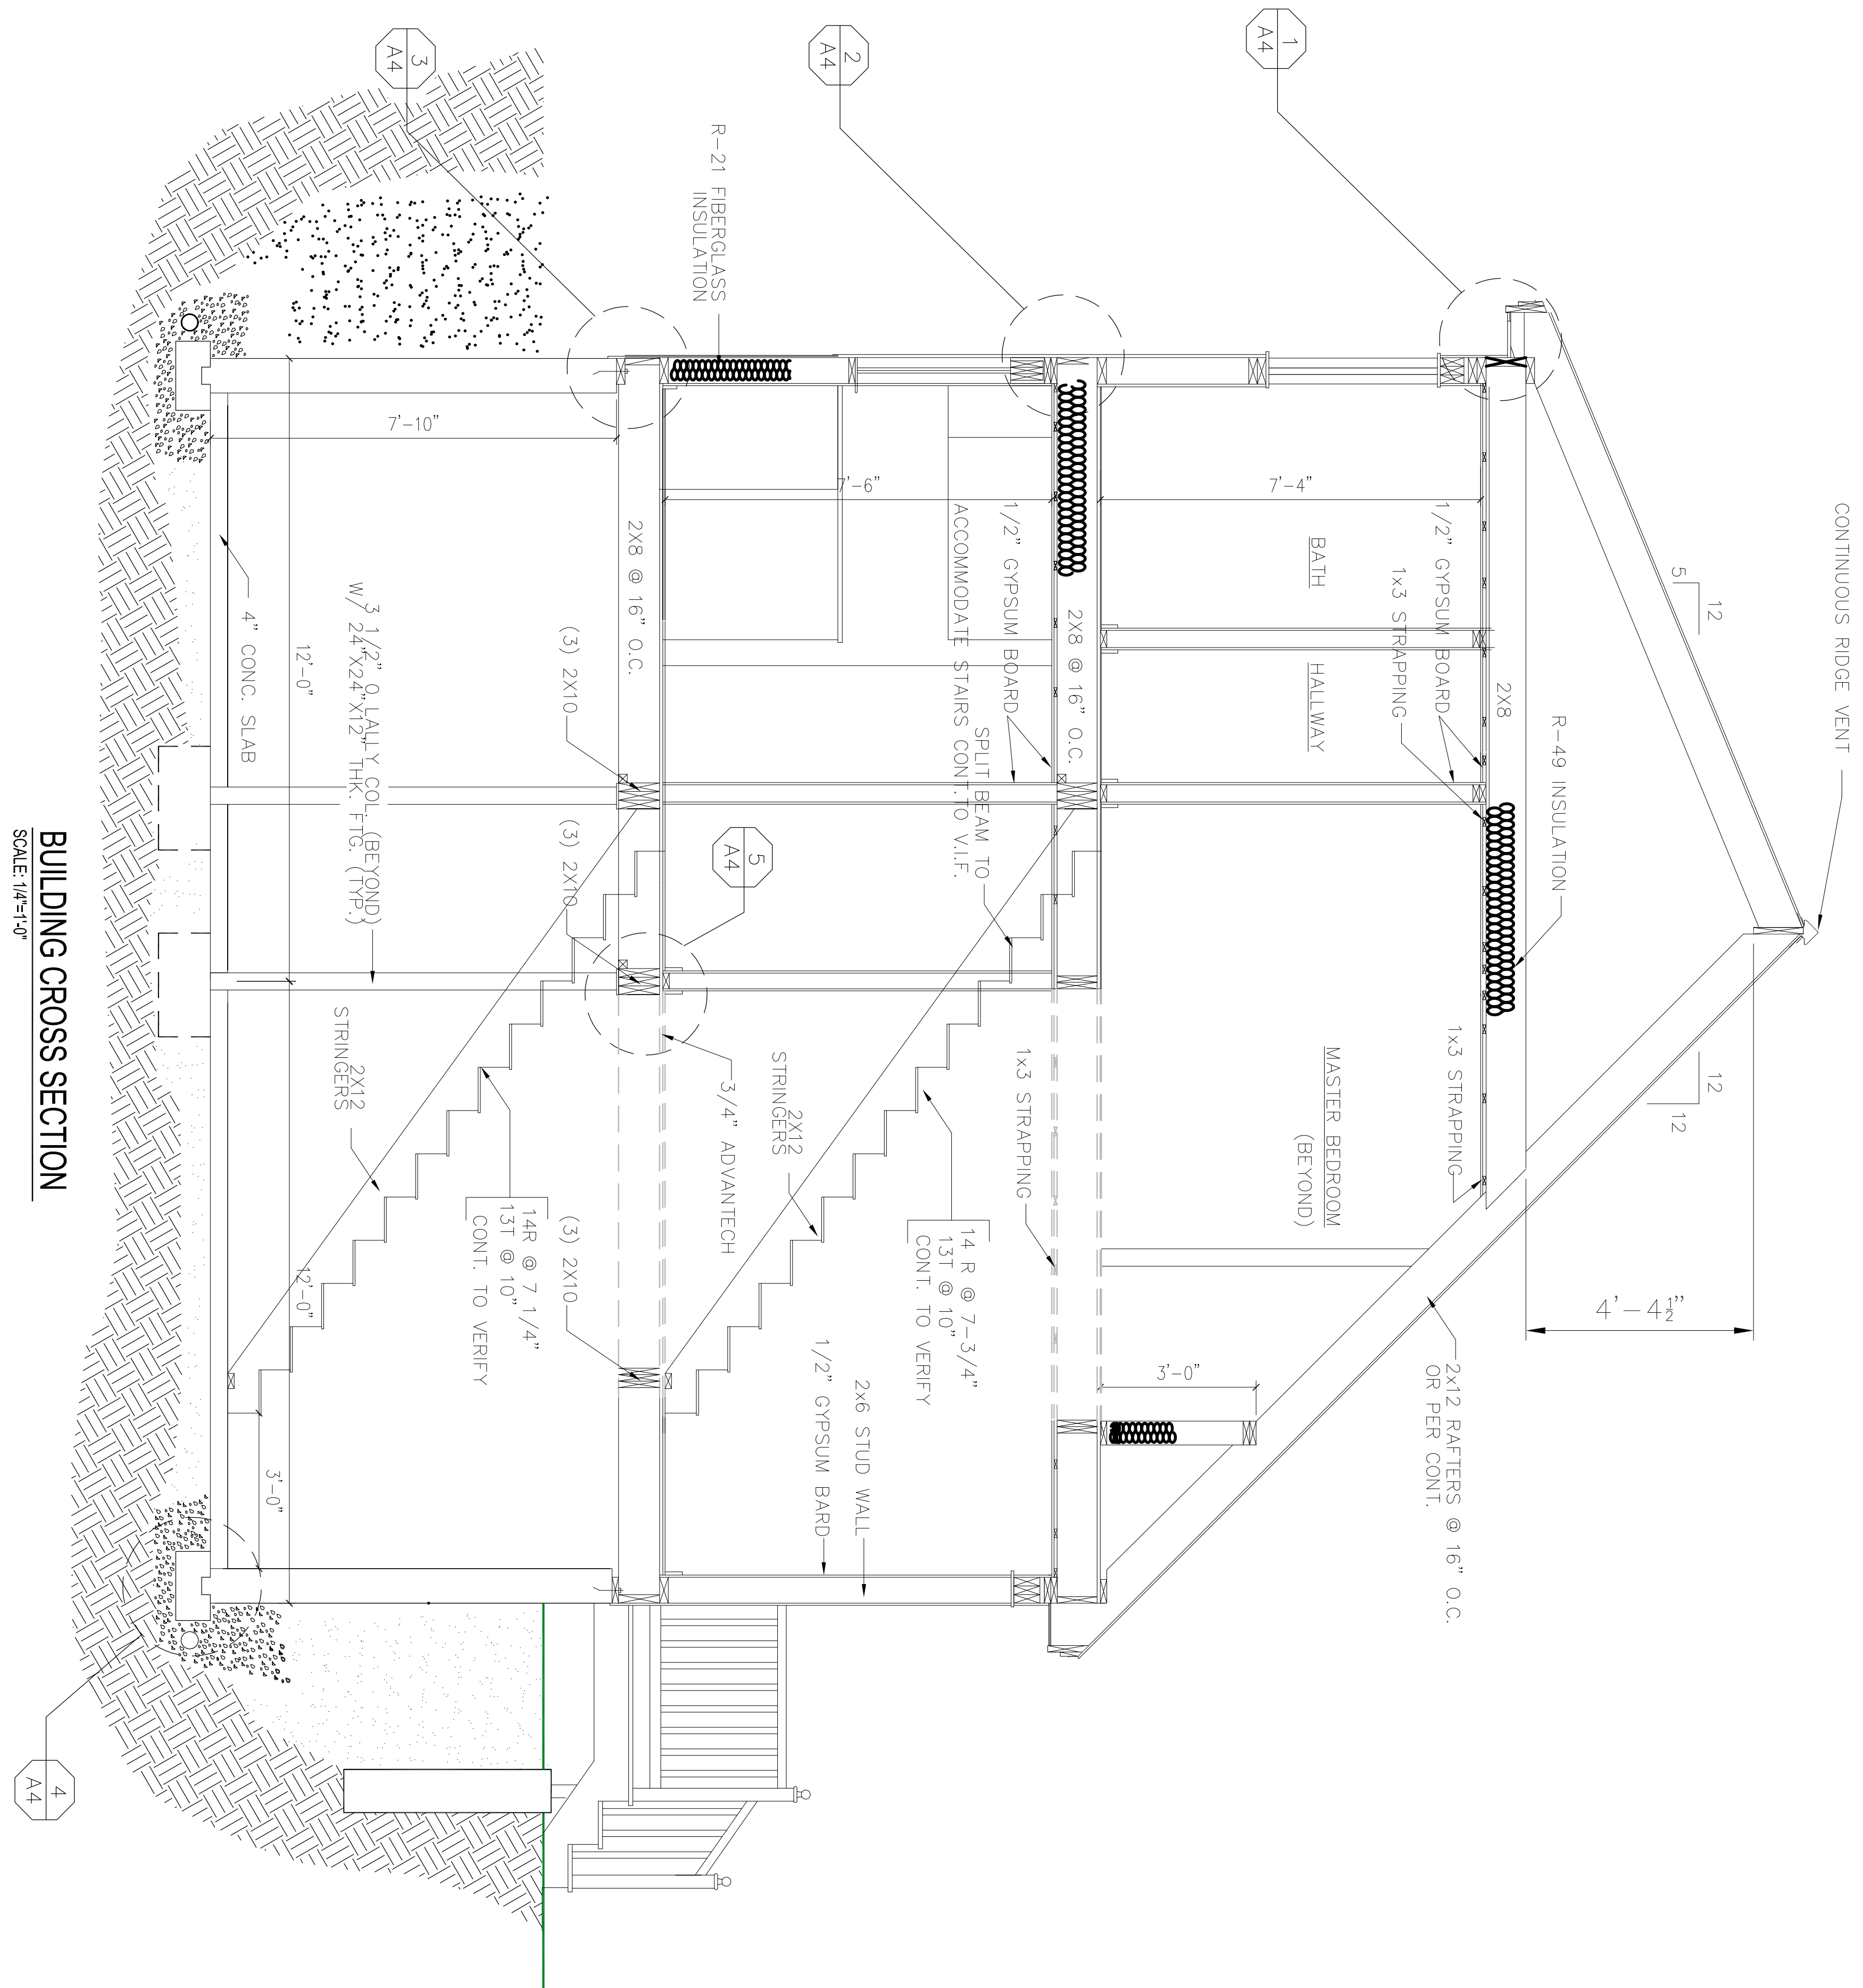 CONTINUOUS RIDGE VENT
5
12
12
12
4'-4½"
R-49 INSULATION
2X8
1x3 STRAPPING
2x12 RAFTERS @ 16" O.C.
OR PER CONT.
1
A4
1/2" GYPSUM BOARD
1x3 STRAPPING
7'-4"
BATH
HALLWAY
MASTER BEDROOM
(BEYOND)
3'-0"
2X8 @ 16" O.C.
1x3 STRAPPING
1/2" GYPSUM BOARD
SPLIT BEAM TO
ACCOMMODATE STAIRS CONT.TO V.I.F.
2
A4
7'-6"
14 R @ 7-3/4"
13T @ 10"
CONT. TO VERIFY
2x6 STUD WALL
1/2" GYPSUM BARD
2X12
STRINGERS
R-21 FIBERGLASS
INSULATION
5
A4
3/4" ADVANTECH
2X8 @ 16" O.C.
(3) 2X10
(3) 2X10
(3) 2X10
14R @ 7 1/4"
13T @ 10"
CONT. TO VERIFY
3
A4
7'-10"
3 1/2" O LALLY COL. (BEYOND)
W/ 24"X24"X12" THK. FTG. (TYP.)
2X12
STRINGERS
12'-0"
12'-0"
3'-0"
4" CONC. SLAB
4
A4
BUILDING CROSS SECTION
SCALE: 1/4"=1'-0"